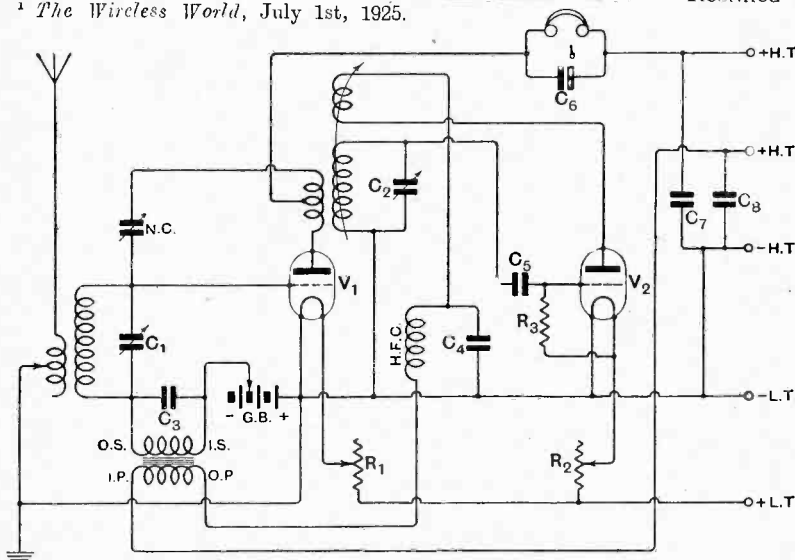 ¹ The Wireless World, July 1st, 1925.
+H.T
C6
+H.T
C2
N.C.
C7
C8
-H.T
V1
C5
V2
R3
C1
H.F.C.
C4
C3
- G.B. +
-L.T
O.S.
I.S.
I.P.
O.P
R1
R2
+L.T